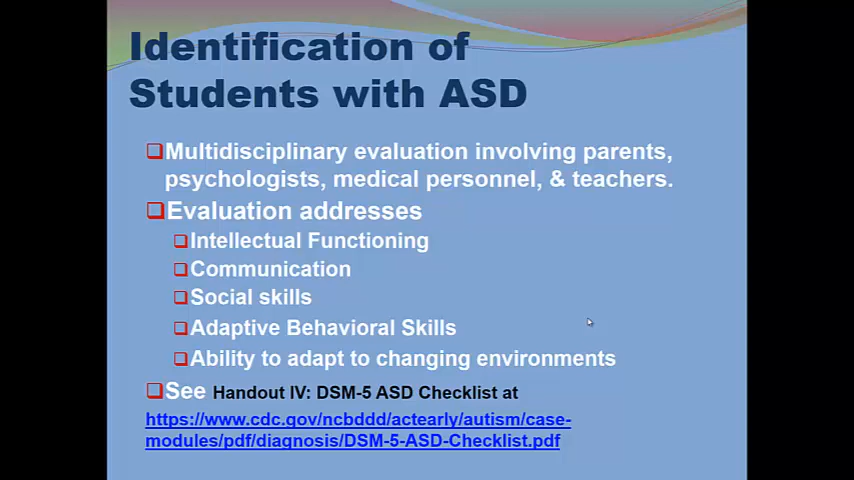 Identification of
Students with ASD
Multidisciplinary evaluation involving parents,
psychologists, medical personnel, & teachers.
Evaluation addresses
Intellectual Functioning
Communication
Social skills
Adaptive Behavioral Skills
Ability to adapt to changing environments
See Handout IV: DSM-5 ASD Checklist at
https://www.cdc.gov/ncbddd/actearly/autism/case-
modules/pdf/diagnosis/DSM-5-ASD-Checklist.pdf